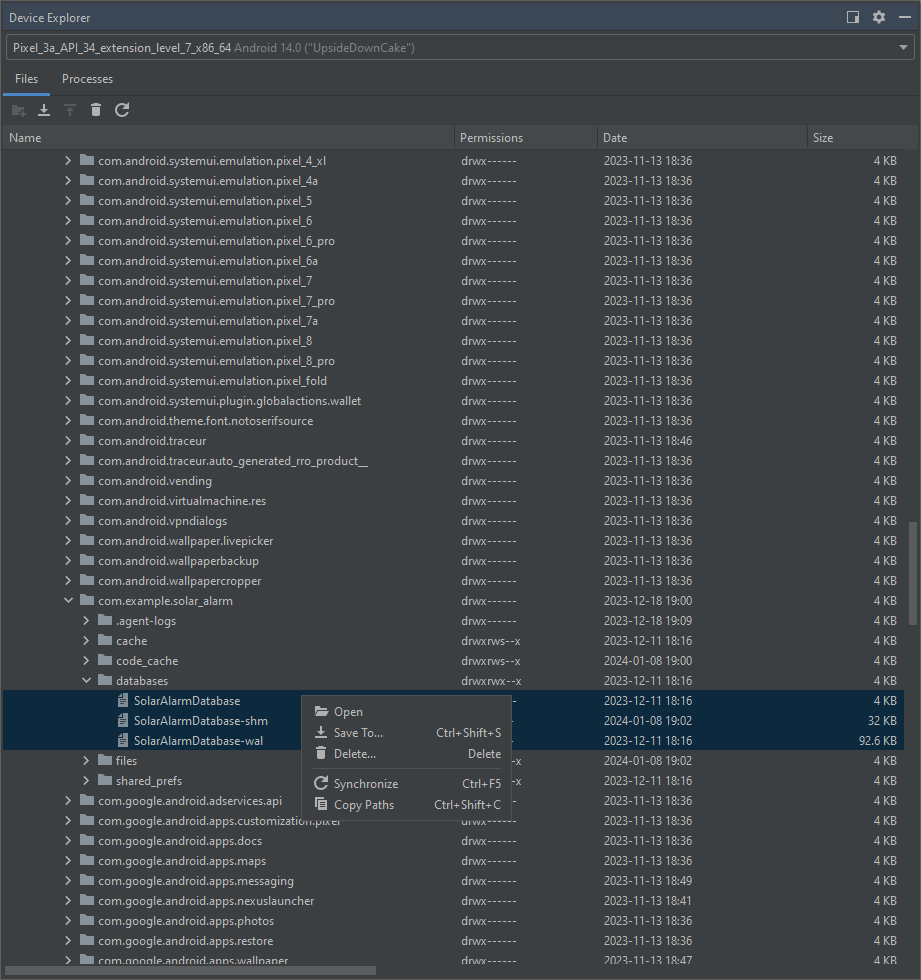 Device Explorer
Pixel_3a_API_34_extension_level_7_x86_64 Android 14.0 ("UpsideDownCake")
Files Processes
Name Permissions Date Size
com.android.systemui.emulation.pixel_4_xl drwx------ 2023-11-13 18:36 4 KB
com.android.systemui.emulation.pixel_4a drwx------ 2023-11-13 18:36 4 KB
com.android.systemui.emulation.pixel_5 drwx------ 2023-11-13 18:36 4 KB
com.android.systemui.emulation.pixel_6 drwx------ 2023-11-13 18:36 4 KB
com.android.systemui.emulation.pixel_6_pro drwx------ 2023-11-13 18:36 4 KB
com.android.systemui.emulation.pixel_6a drwx------ 2023-11-13 18:36 4 KB
com.android.systemui.emulation.pixel_7 drwx------ 2023-11-13 18:36 4 KB
com.android.systemui.emulation.pixel_7_pro drwx------ 2023-11-13 18:36 4 KB
com.android.systemui.emulation.pixel_7a drwx------ 2023-11-13 18:36 4 KB
com.android.systemui.emulation.pixel_8 drwx------ 2023-11-13 18:36 4 KB
com.android.systemui.emulation.pixel_8_pro drwx------ 2023-11-13 18:36 4 KB
com.android.systemui.emulation.pixel_fold drwx------ 2023-11-13 18:36 4 KB
com.android.systemui.plugin.globalactions.wallet drwx------ 2023-11-13 18:36 4 KB
com.android.theme.font.notoserifsource drwx------ 2023-11-13 18:36 4 KB
com.android.traceur drwx------ 2023-11-13 18:46 4 KB
com.android.traceur.auto_generated_rro_product__ drwx------ 2023-11-13 18:36 4 KB
com.android.vending drwx------ 2023-11-13 18:36 4 KB
com.android.virtualmachine.res drwx------ 2023-11-13 18:36 4 KB
com.android.vpndialogs drwx------ 2023-11-13 18:36 4 KB
com.android.wallpaper.livepicker drwx------ 2023-11-13 18:36 4 KB
com.android.wallpaperbackup drwx------ 2023-11-13 18:36 4 KB
com.android.wallpapercropper drwx------ 2023-11-13 18:36 4 KB
com.example.solar_alarm drwx------ 2023-12-18 19:00 4 KB
.agent-logs drwx------ 2023-12-18 19:09 4 KB
cache drwxrws--x 2023-12-11 18:16 4 KB
code_cache drwxrws--x 2024-01-08 19:00 4 KB
databases drwxrwx--x 2023-12-11 18:16 4 KB
SolarAlarmDatabase 2023-12-11 18:16 4 KB
SolarAlarmDatabase-shm 2024-01-08 19:02 32 KB
SolarAlarmDatabase-wal 2023-12-11 18:16 92.6 KB
files --x 2024-01-08 19:02 4 KB
shared_prefs --x 2023-12-11 18:16 4 KB
Open
Save To... Ctrl+Shift+S
Delete... Delete
Synchronize Ctrl+F5
Copy Paths Ctrl+Shift+C
com.google.android.adservices.api drwx------ 2023-11-13 18:36 4 KB
com.google.android.apps.customization.pixel drwx------ 2023-11-13 18:36 4 KB
com.google.android.apps.docs drwx------ 2023-11-13 18:36 4 KB
com.google.android.apps.maps drwx------ 2023-11-13 18:36 4 KB
com.google.android.apps.messaging drwx------ 2023-11-13 18:49 4 KB
com.google.android.apps.nexuslauncher drwx------ 2023-11-13 18:41 4 KB
com.google.android.apps.photos drwx------ 2023-11-13 18:36 4 KB
com.google.android.apps.restore drwx------ 2023-11-13 18:36 4 KB
com.google.android.apps.wallpaper drwx------ 2023-11-13 18:47 4 KB